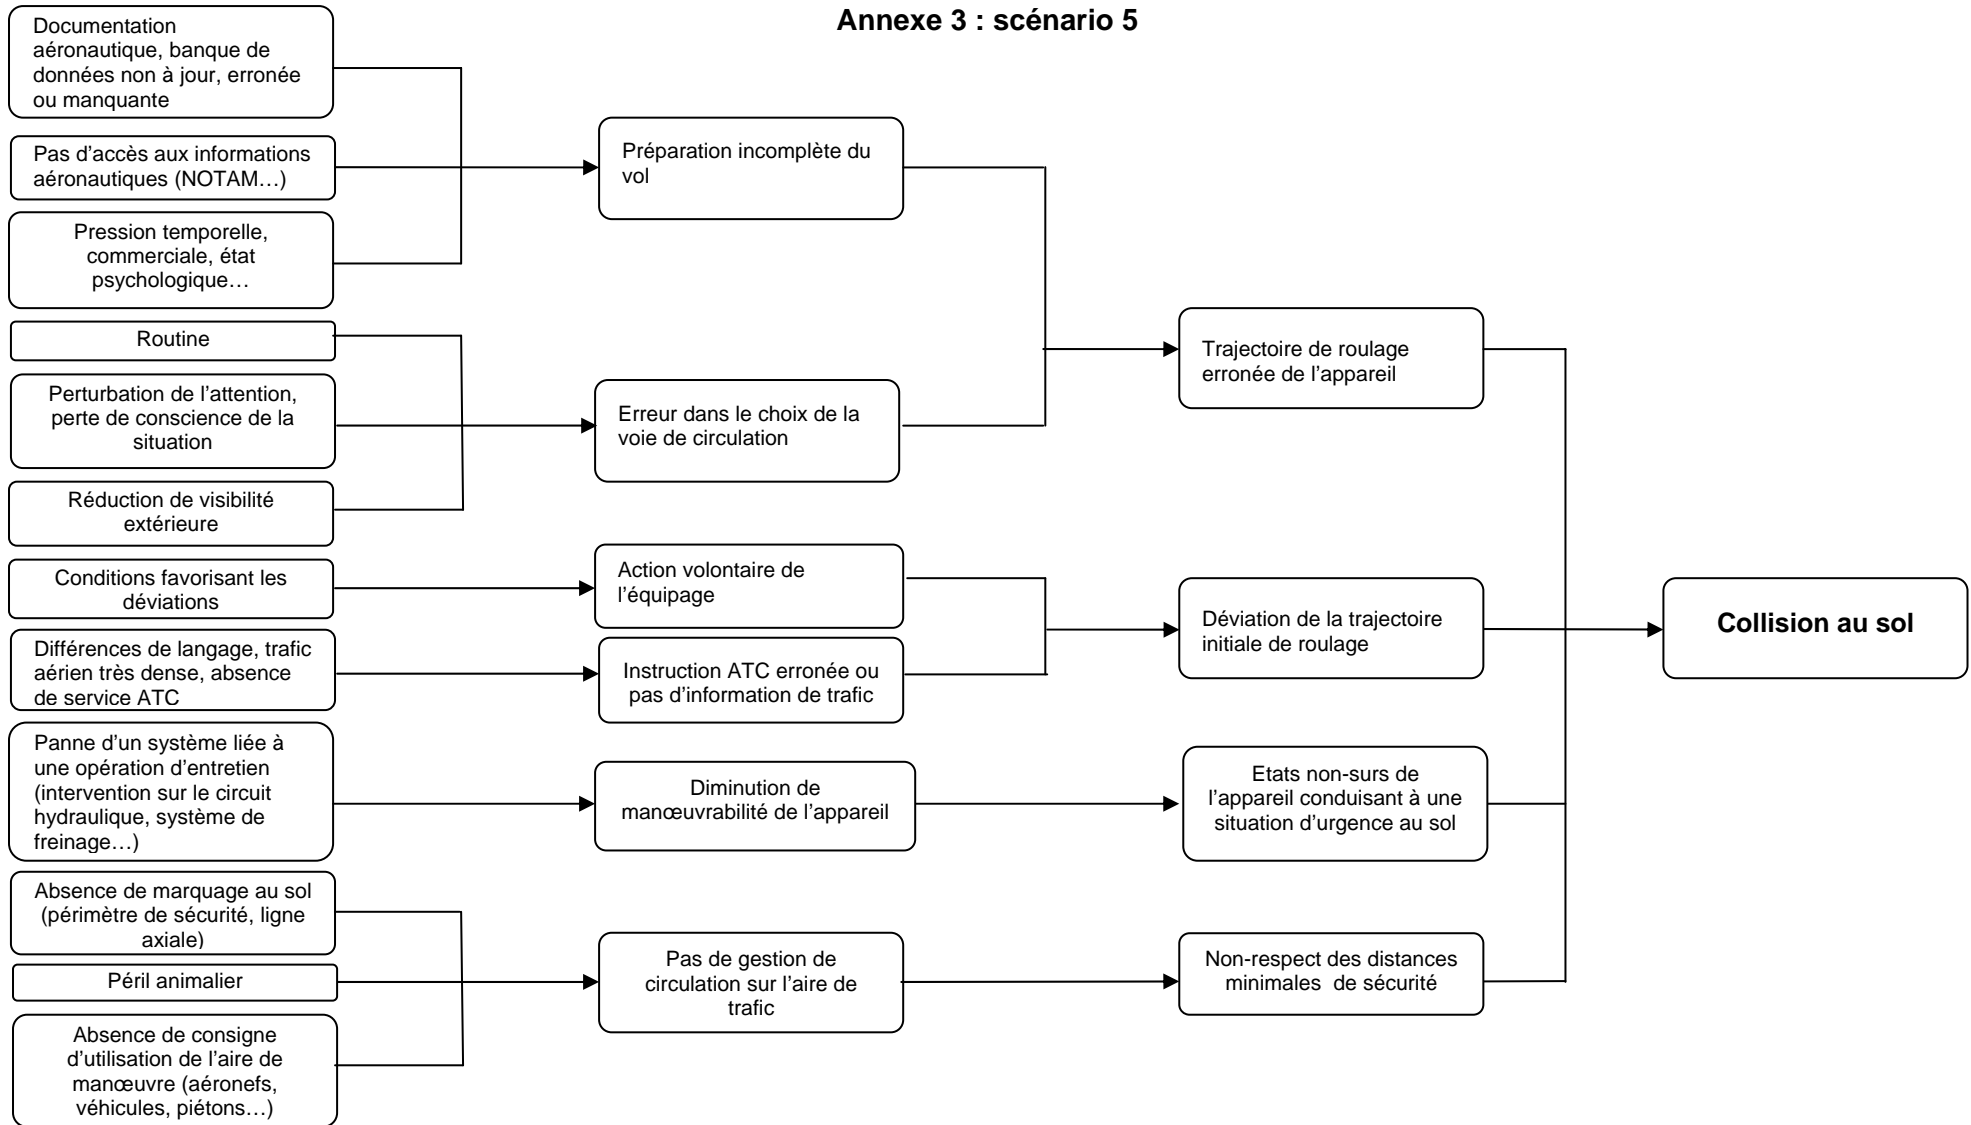 Annexe 3 : scénario 5
Documentation
aéronautique, banque de
données non à jour, erronée
ou manquante
Pas d’accès aux informations
aéronautiques (NOTAM…)
Pression temporelle,
commerciale, état
psychologique…
Routine
Perturbation de l’attention,
perte de conscience de la
situation
Réduction de visibilité
extérieure
Conditions favorisant les
déviations
Différences de langage, trafic
aérien très dense, absence
de service ATC
Panne d’un système liée à
une opération d’entretien
(intervention sur le circuit
hydraulique, système de
freinage…)
Absence de marquage au sol
(périmètre de sécurité, ligne
axiale)
Péril animalier
Absence de consigne
d’utilisation de l’aire de
manœuvre (aéronefs,
véhicules, piétons…)
Préparation incomplète du
vol
Erreur dans le choix de la
voie de circulation
Action volontaire de
l’équipage
Instruction ATC erronée ou
pas d’information de trafic
Diminution de
manœuvrabilité de l’appareil
Pas de gestion de
circulation sur l’aire de
trafic
Trajectoire de roulage
erronée de l’appareil
Déviation de la trajectoire
initiale de roulage
Etats non-surs de
l’appareil conduisant à une
situation d’urgence au sol
Non-respect des distances
minimales de sécurité
Collision au sol